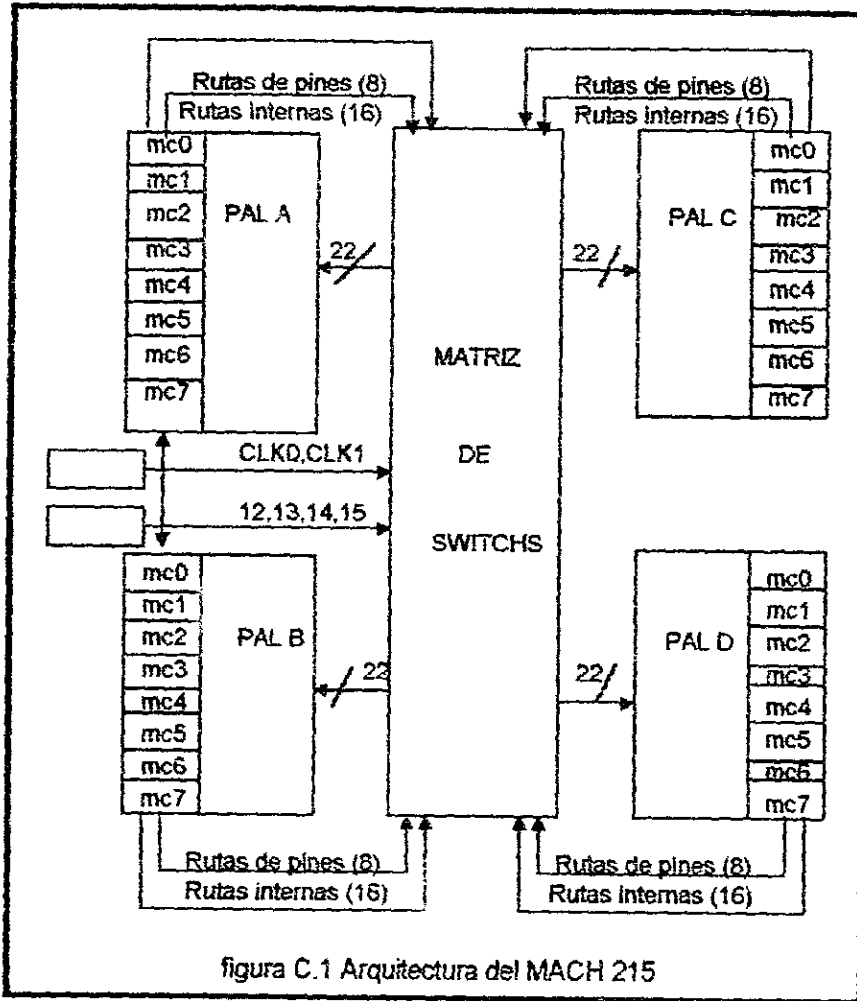 Rutas de pines (8)
Rutas internas (16)
mc0
mc1
mc2
mc3
mc4
mc5
mc6
mc7
PAL A
22
Rutas de pines (8)
Rutas internas (16)
PAL C
mc0
mc1
mc2
mc3
mc4
mc5
mc6
mc7
22
MATRIZ
DE
SWITCHS
CLK0,CLK1
12,13,14,15
mc0
mc1
mc2
mc3
mc4
mc5
mc6
mc7
PAL B
22
Rutas de pines (8)
Rutas internas (16)
PAL D
mc0
mc1
mc2
mc3
mc4
mc5
mc6
mc7
22
Rutas de pines (8)
Rutas internas (16)
figura C.1 Arquitectura del MACH 215